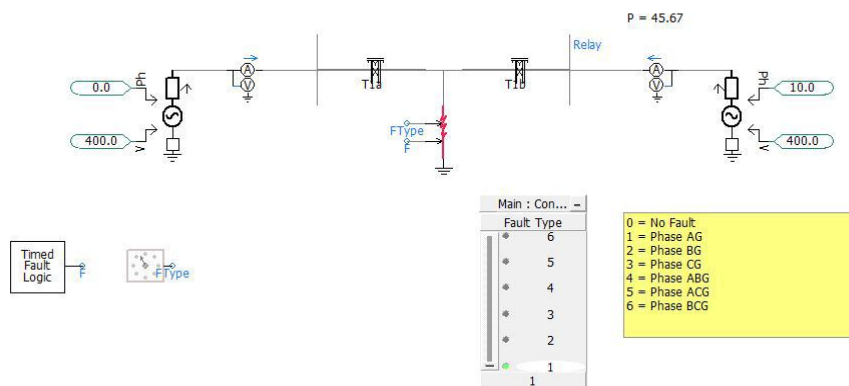 P = 45.67
Relay
Ph
A
V
0.0
400.0
V
T1a
T1b
A
V
Ph
10.0
400.0
V
FType
F
Main : Con...
Fault Type
6
5
4
3
2
1
1
0 = No Fault
1 = Phase AG
2 = Phase BG
3 = Phase CG
4 = Phase ABG
5 = Phase ACG
6 = Phase BCG
Timed
Fault
Logic
F
FType